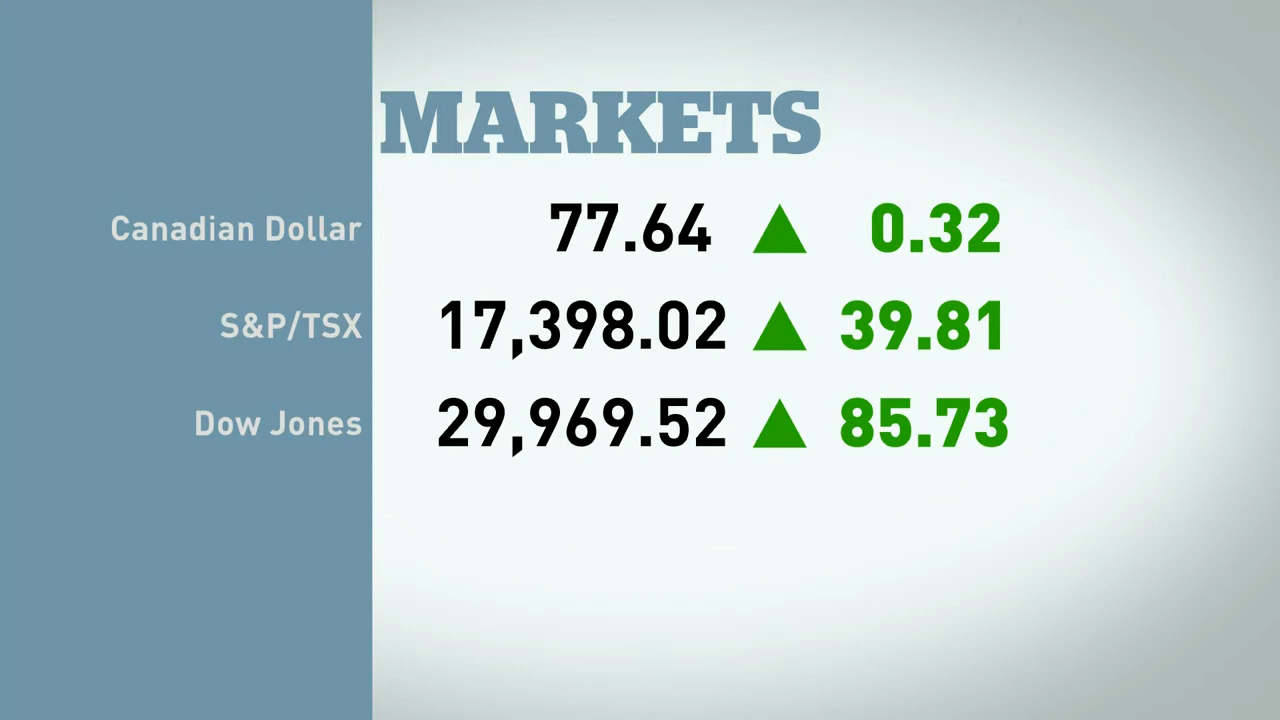 MARKETS
Canadian Dollar 77.64 ▲ 0.32
S&P/TSX 17,398.02 ▲ 39.81
Dow Jones 29,969.52 ▲ 85.73